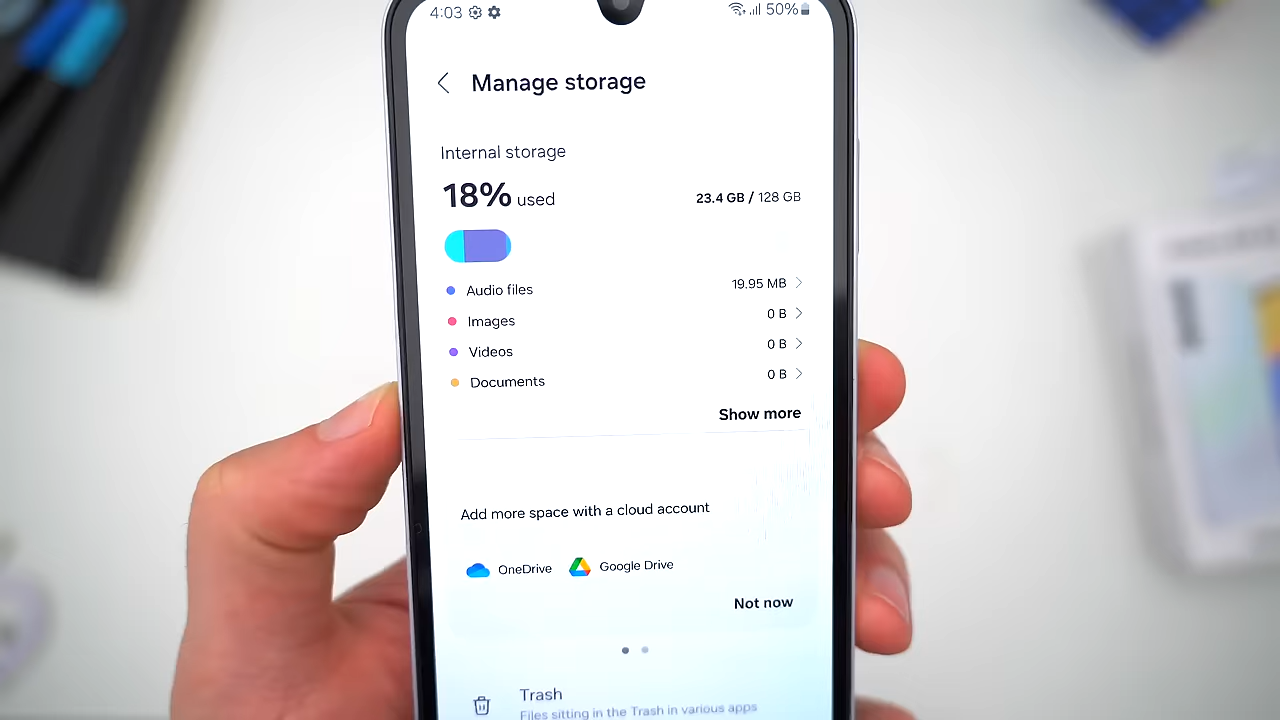 4:03 50%
Manage storage
Internal storage
18% used 23.4 GB / 128 GB
Audio files 19.95 MB
Images 0 B
Videos 0 B
Documents 0 B
Show more
Add more space with a cloud account
OneDrive Google Drive
Not now
Trash
Files sitting in the Trash in various apps